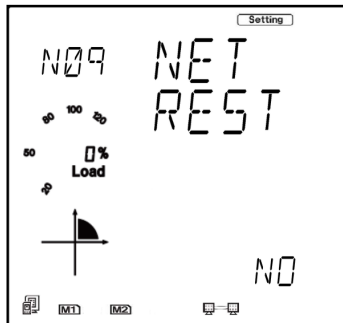 Setting
N09
NET
REST
100
80
120
50
0%
Load
20
NO
M1
M2